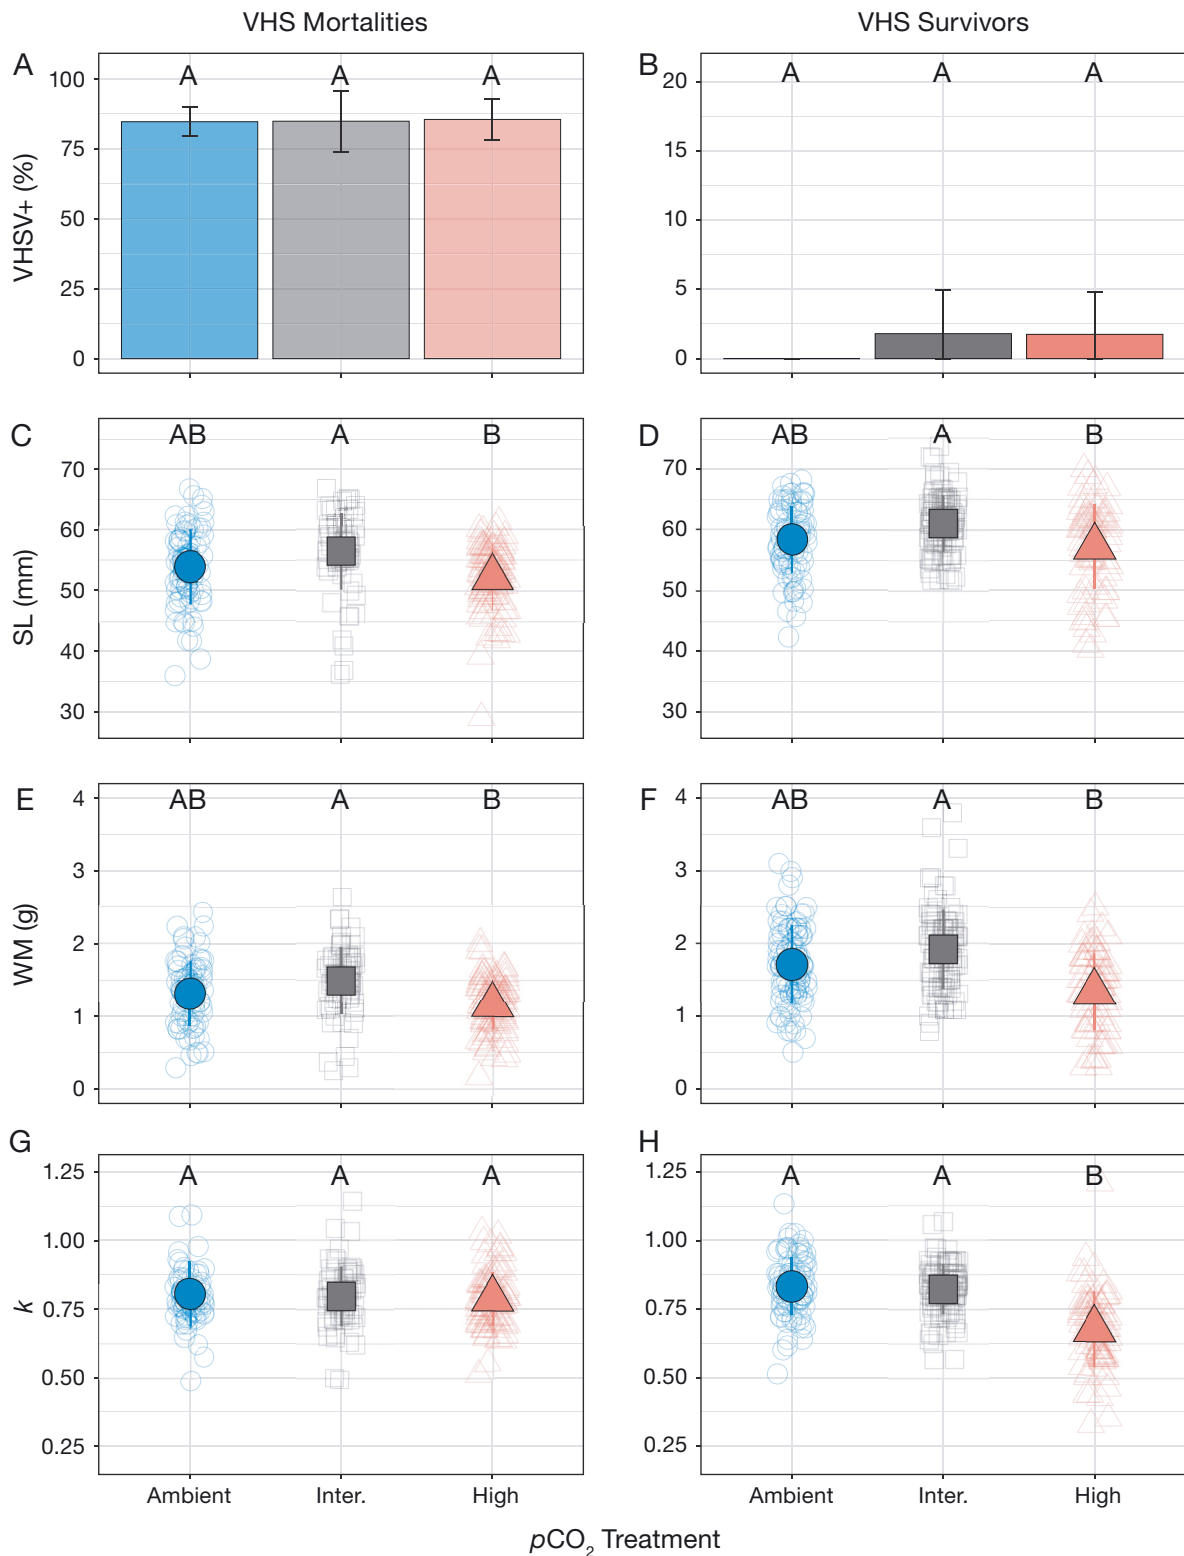 VHS Mortalities
VHS Survivors
A
A
A
A
VHSV+ (%)
100
75
50
25
0
B
A
A
A
20
15
10
5
0
C
AB
A
B
SL (mm)
70
60
50
40
30
D
AB
A
B
70
60
50
40
30
E
AB
A
B
WM (g)
4
3
2
1
0
F
AB
A
B
4
3
2
1
0
G
A
A
A
k
1.25
1.00
0.75
0.50
0.25
Ambient
Inter.
High
H
A
A
B
1.25
1.00
0.75
0.50
0.25
Ambient
Inter.
High
pCO₂ Treatment